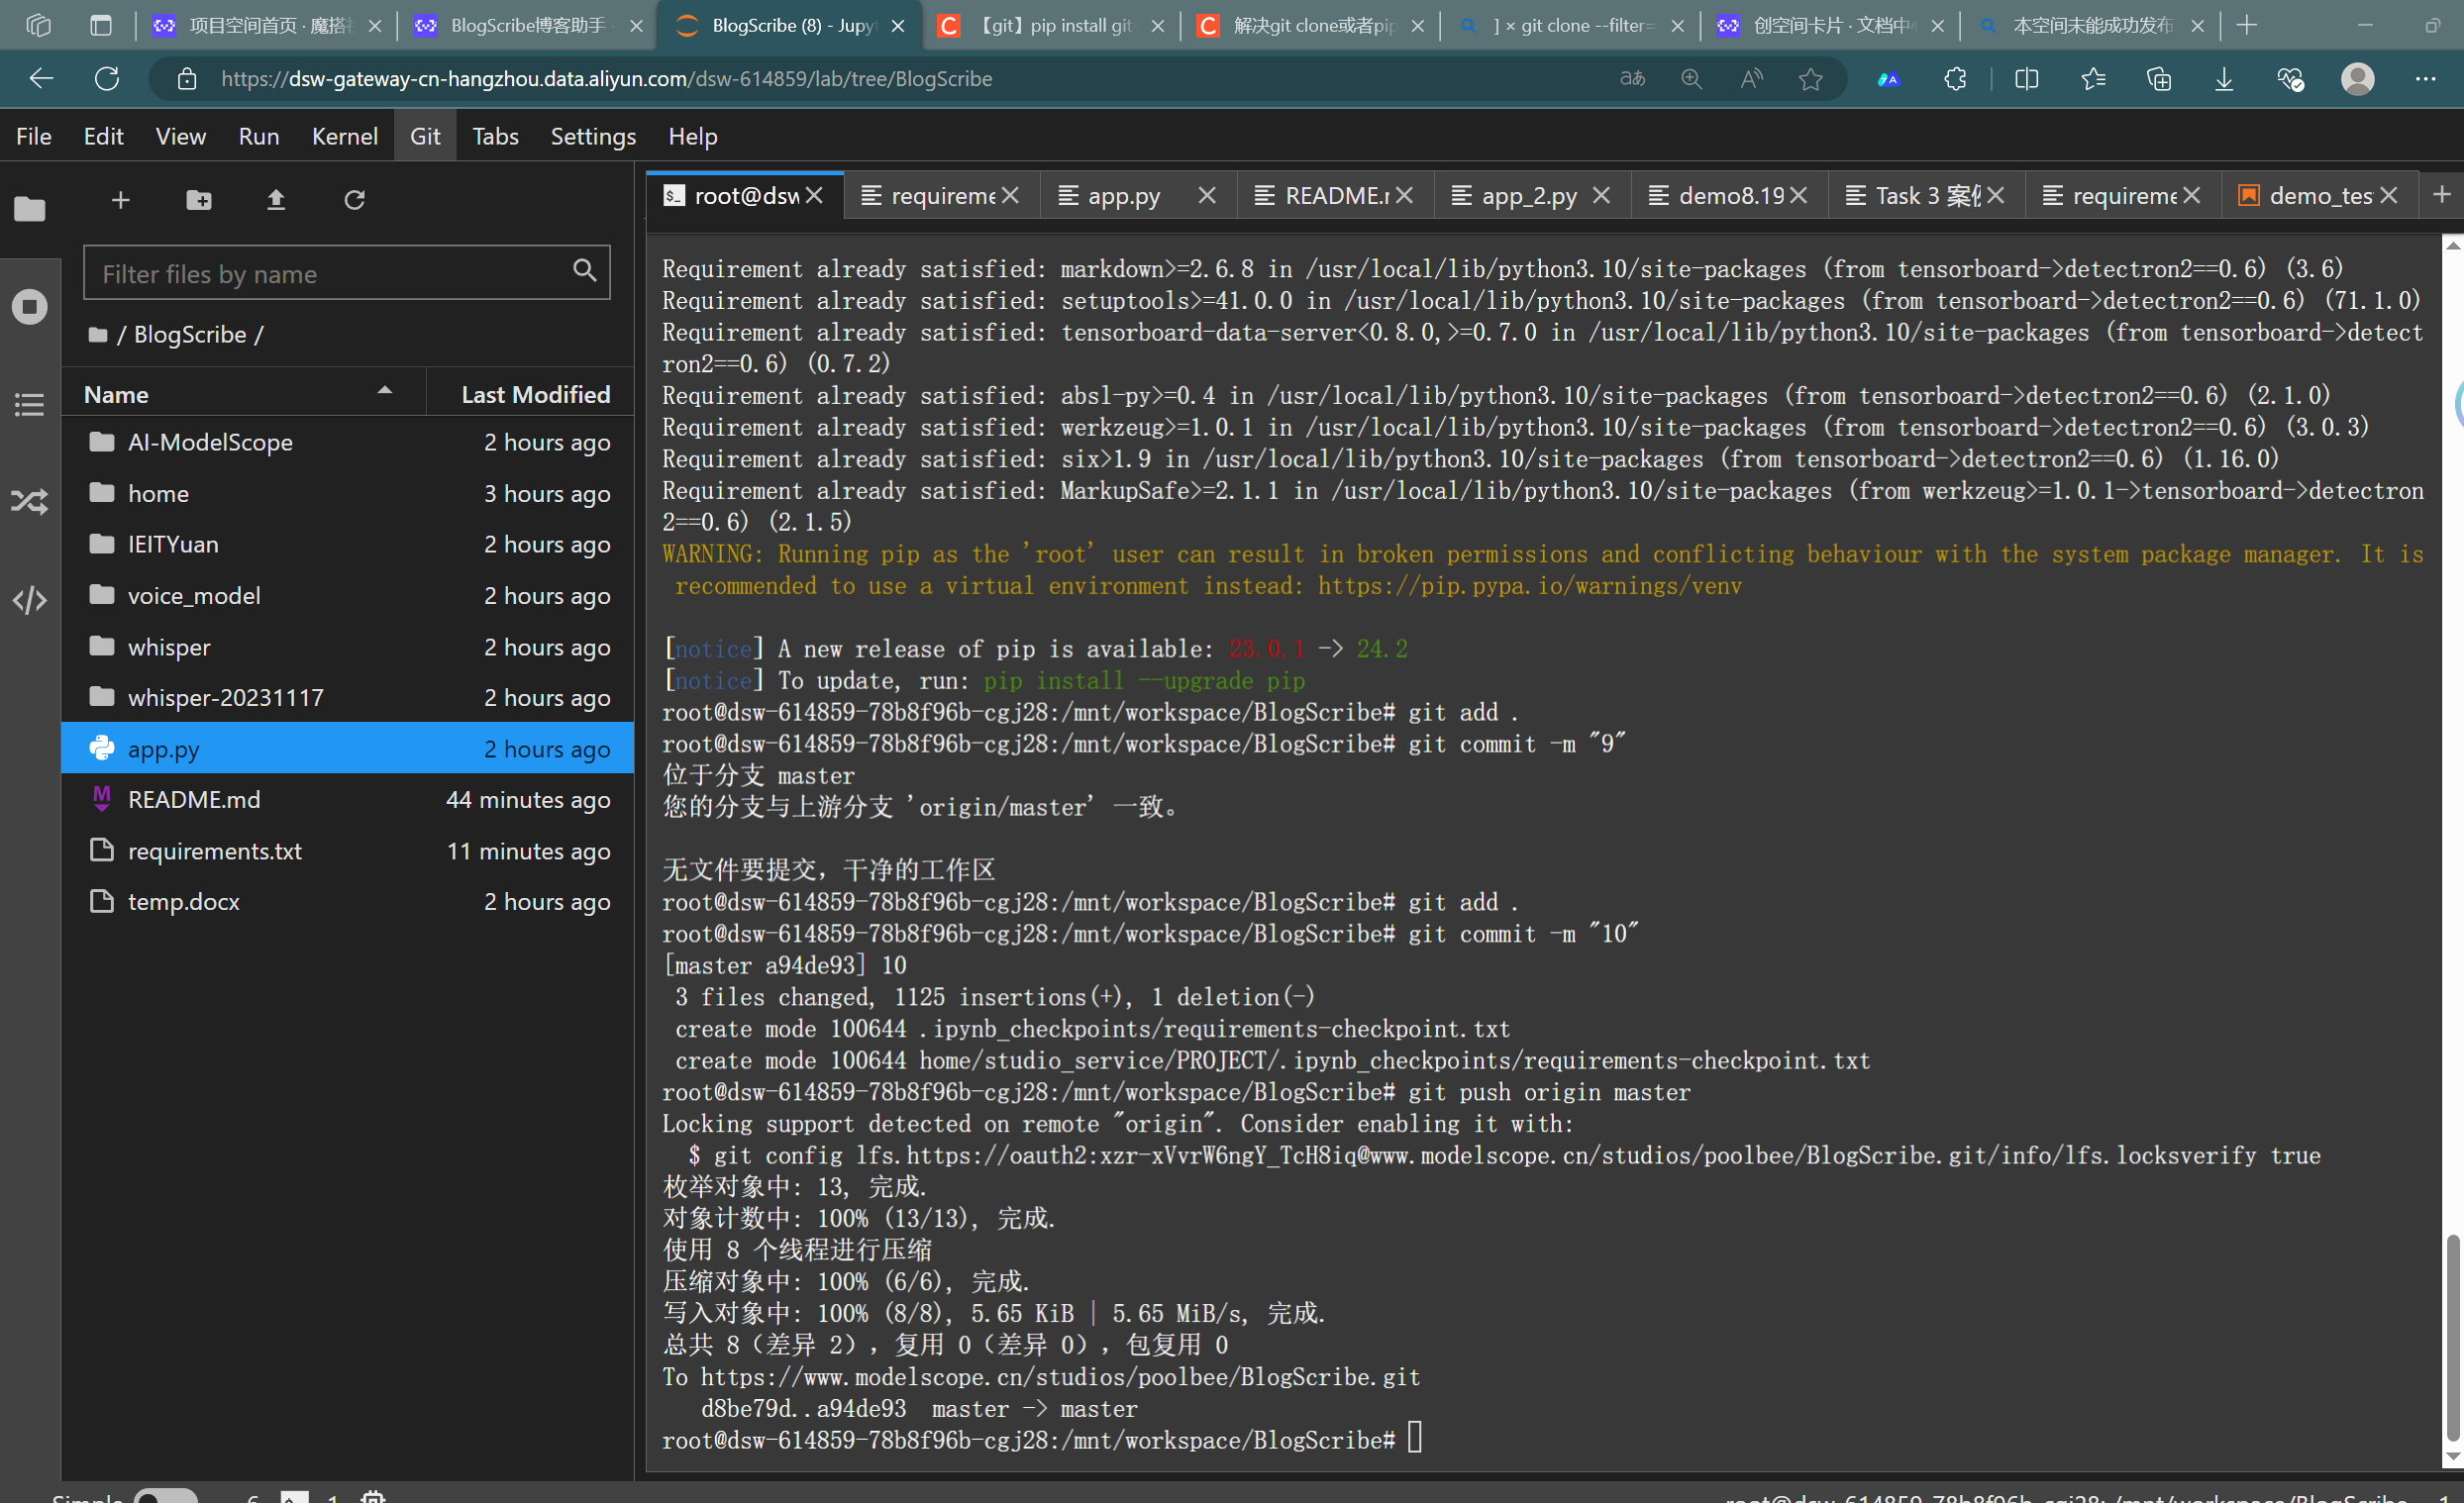 项目空间首页 · 魔搭社
BlogScribe博客助手 ·
BlogScribe (8) - Jupyt
【git】pip install git
解决git clone或者pip
] × git clone --filter=
创空间卡片 · 文档中
本空间未能成功发布
https://dsw-gateway-cn-hangzhou.data.aliyun.com/dsw-614859/lab/tree/BlogScribe
File Edit View Run Kernel Git Tabs Settings Help
Filter files by name
/ BlogScribe /
Name Last Modified
AI-ModelScope 2 hours ago
home 3 hours ago
IEITYuan 2 hours ago
voice_model 2 hours ago
whisper 2 hours ago
whisper-20231117 2 hours ago
app.py 2 hours ago
README.md 44 minutes ago
requirements.txt 11 minutes ago
temp.docx 2 hours ago
root@dsw requireme app.py README.r app_2.py demo8.19 Task 3 案例 requireme demo_tes
Requirement already satisfied: markdown>=2.6.8 in /usr/local/lib/python3.10/site-packages (from tensorboard->detectron2==0.6) (3.6)
Requirement already satisfied: setuptools>=41.0.0 in /usr/local/lib/python3.10/site-packages (from tensorboard->detectron2==0.6) (71.1.0)
Requirement already satisfied: tensorboard-data-server<0.8.0,>=0.7.0 in /usr/local/lib/python3.10/site-packages (from tensorboard->detect
ron2==0.6) (0.7.2)
Requirement already satisfied: absl-py>=0.4 in /usr/local/lib/python3.10/site-packages (from tensorboard->detectron2==0.6) (2.1.0)
Requirement already satisfied: werkzeug>=1.0.1 in /usr/local/lib/python3.10/site-packages (from tensorboard->detectron2==0.6) (3.0.3)
Requirement already satisfied: six>1.9 in /usr/local/lib/python3.10/site-packages (from tensorboard->detectron2==0.6) (1.16.0)
Requirement already satisfied: MarkupSafe>=2.1.1 in /usr/local/lib/python3.10/site-packages (from werkzeug>=1.0.1->tensorboard->detectron
2==0.6) (2.1.5)
WARNING: Running pip as the 'root' user can result in broken permissions and conflicting behaviour with the system package manager. It is
recommended to use a virtual environment instead: https://pip.pypa.io/warnings/venv
[notice] A new release of pip is available: 23.0.1 -> 24.2
[notice] To update, run: pip install --upgrade pip
root@dsw-614859-78b8f96b-cgj28:/mnt/workspace/BlogScribe# git add .
root@dsw-614859-78b8f96b-cgj28:/mnt/workspace/BlogScribe# git commit -m "9"
位于分支 master
您的分支与上游分支 'origin/master' 一致。
无文件要提交，干净的工作区
root@dsw-614859-78b8f96b-cgj28:/mnt/workspace/BlogScribe# git add .
root@dsw-614859-78b8f96b-cgj28:/mnt/workspace/BlogScribe# git commit -m "10"
[master a94de93] 10
3 files changed, 1125 insertions(+), 1 deletion(-)
create mode 100644 .ipynb_checkpoints/requirements-checkpoint.txt
create mode 100644 home/studio_service/PROJECT/.ipynb_checkpoints/requirements-checkpoint.txt
root@dsw-614859-78b8f96b-cgj28:/mnt/workspace/BlogScribe# git push origin master
Locking support detected on remote "origin". Consider enabling it with:
$ git config lfs.https://oauth2:xzr-xVvrW6ngY_TcH8iq@www.modelscope.cn/studios/poolbee/BlogScribe.git/info/lfs.locksverify true
枚举对象中: 13, 完成.
对象计数中: 100% (13/13), 完成.
使用 8 个线程进行压缩
压缩对象中: 100% (6/6), 完成.
写入对象中: 100% (8/8), 5.65 KiB | 5.65 MiB/s, 完成.
总共 8（差异 2），复用 0（差异 0），包复用 0
To https://www.modelscope.cn/studios/poolbee/BlogScribe.git
d8be79d..a94de93 master -> master
root@dsw-614859-78b8f96b-cgj28:/mnt/workspace/BlogScribe#